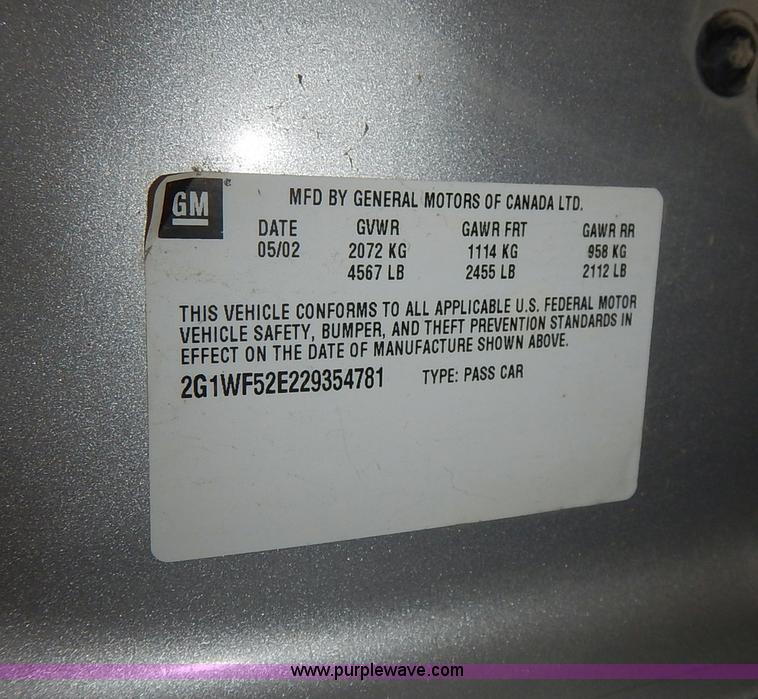 GM
MFD BY GENERAL MOTORS OF CANADA LTD.
DATE GVWR GAWR FRT GAWR RR
05/02 2072 KG 1114 KG 958 KG
4567 LB 2455 LB 2112 LB
THIS VEHICLE CONFORMS TO ALL APPLICABLE U.S. FEDERAL MOTOR
VEHICLE SAFETY, BUMPER, AND THEFT PREVENTION STANDARDS IN
EFFECT ON THE DATE OF MANUFACTURE SHOWN ABOVE.
2G1WF52E229354781 TYPE: PASS CAR
www.purplewave.com